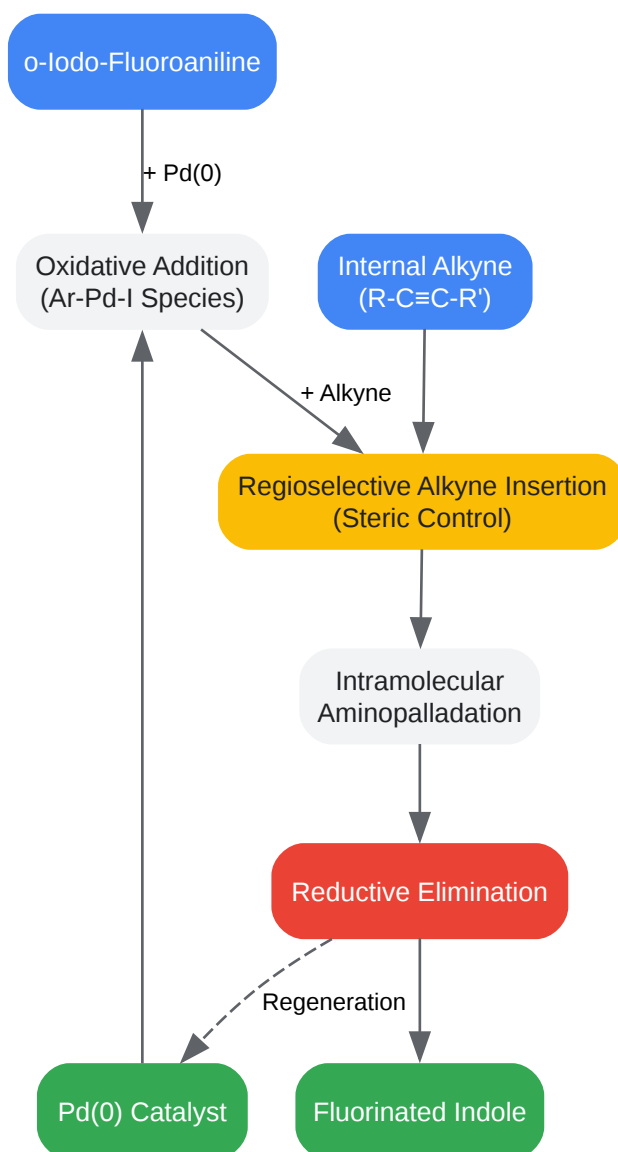 o-Iodo-Fluoroaniline
+ Pd(0)
Oxidative Addition
(Ar-Pd-I Species)
Internal Alkyne
(R-C≡C-R')
+ Alkyne
Regioselective Alkyne Insertion
(Steric Control)
Intramolecular
Aminopalladation
Reductive Elimination
Regeneration
Pd(0) Catalyst
Fluorinated Indole